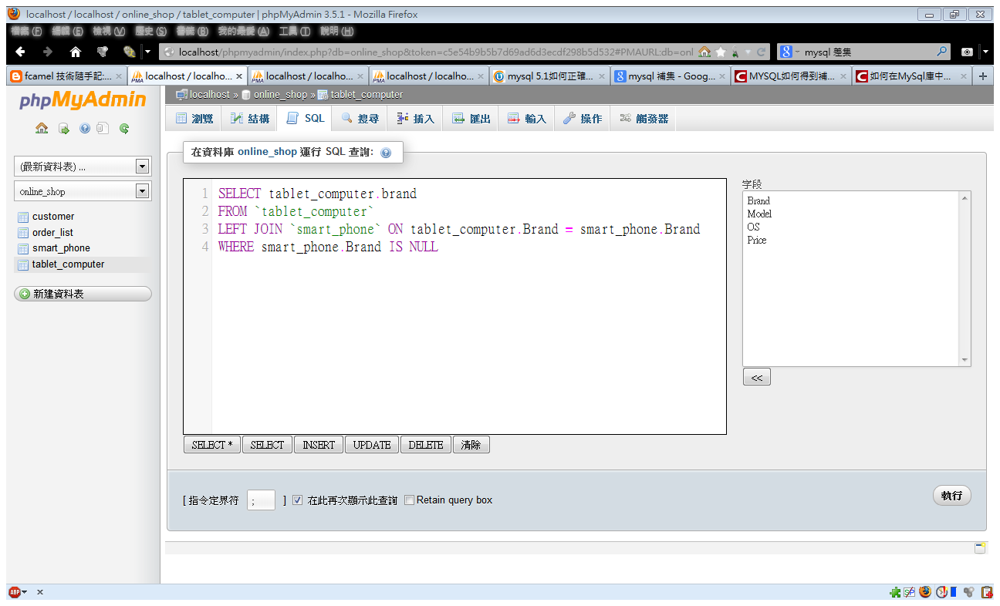 localhost / localhost / online_shop / tablet_computer | phpMyAdmin 3.5.1 - Mozilla Firefox
檔案 (F) 編輯 (E) 檢視 (V) 歷史 (S) 書籤 (B) 我的最愛 (A) 工具 (T) 說明 (H)
localhost/phpmyadmin/index.php?db=online_shop&token=c5e54b9b5b7d69ad6d3ecdf298b5d532#PMAURL:db=onl
mysql 差集
fcamel 技術隨手記:... localhost / localho... localhost / localho... localhost / localho... mysql 5.1如何正確... mysql 補集 - Goog... MYSQL如何得到補... 如何在MySql庫中...
phpMyAdmin
localhost » online_shop » tablet_computer
瀏覽 結構 SQL 搜尋 插入 匯出 輸入 操作 觸發器
(最新資料表) ...
online_shop
customer
order_list
smart_phone
tablet_computer
新建資料表
在資料庫 online_shop 運行 SQL 查詢:
1 SELECT tablet_computer.brand
2 FROM `tablet_computer`
3 LEFT JOIN `smart_phone` ON tablet_computer.Brand = smart_phone.Brand
4 WHERE smart_phone.Brand IS NULL
字段
Brand
Model
OS
Price
<<
SELECT * SELECT INSERT UPDATE DELETE 清除
[ 指令定界符 ; ] 在此再次顯示此查詢 Retain query box
執行
ABP